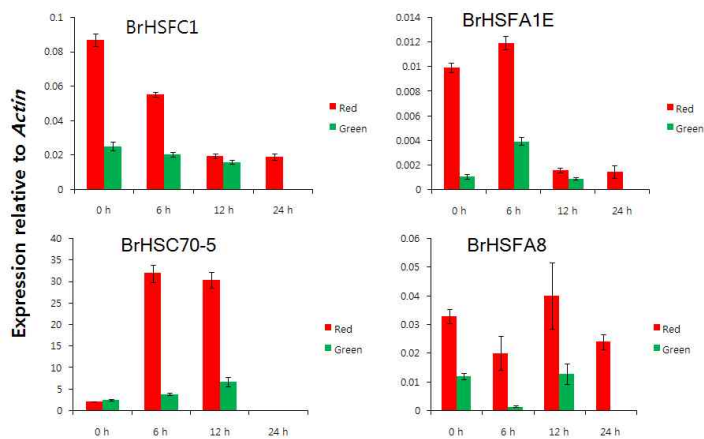 Expression relative to Actin
BrHSFC1
0.1
0.08
0.06
0.04
0.02
0
0 h 6 h 12 h 24 h
Red
Green
BrHSFA1E
0.014
0.012
0.01
0.008
0.006
0.004
0.002
0
0 h 6 h 12 h 24 h
Red
Green
BrHSC70-5
40
35
30
25
20
15
10
5
0
0 h 6 h 12 h 24 h
Red
Green
BrHSFA8
0.06
0.05
0.04
0.03
0.02
0.01
0
0 h 6 h 12 h 24 h
Red
Green